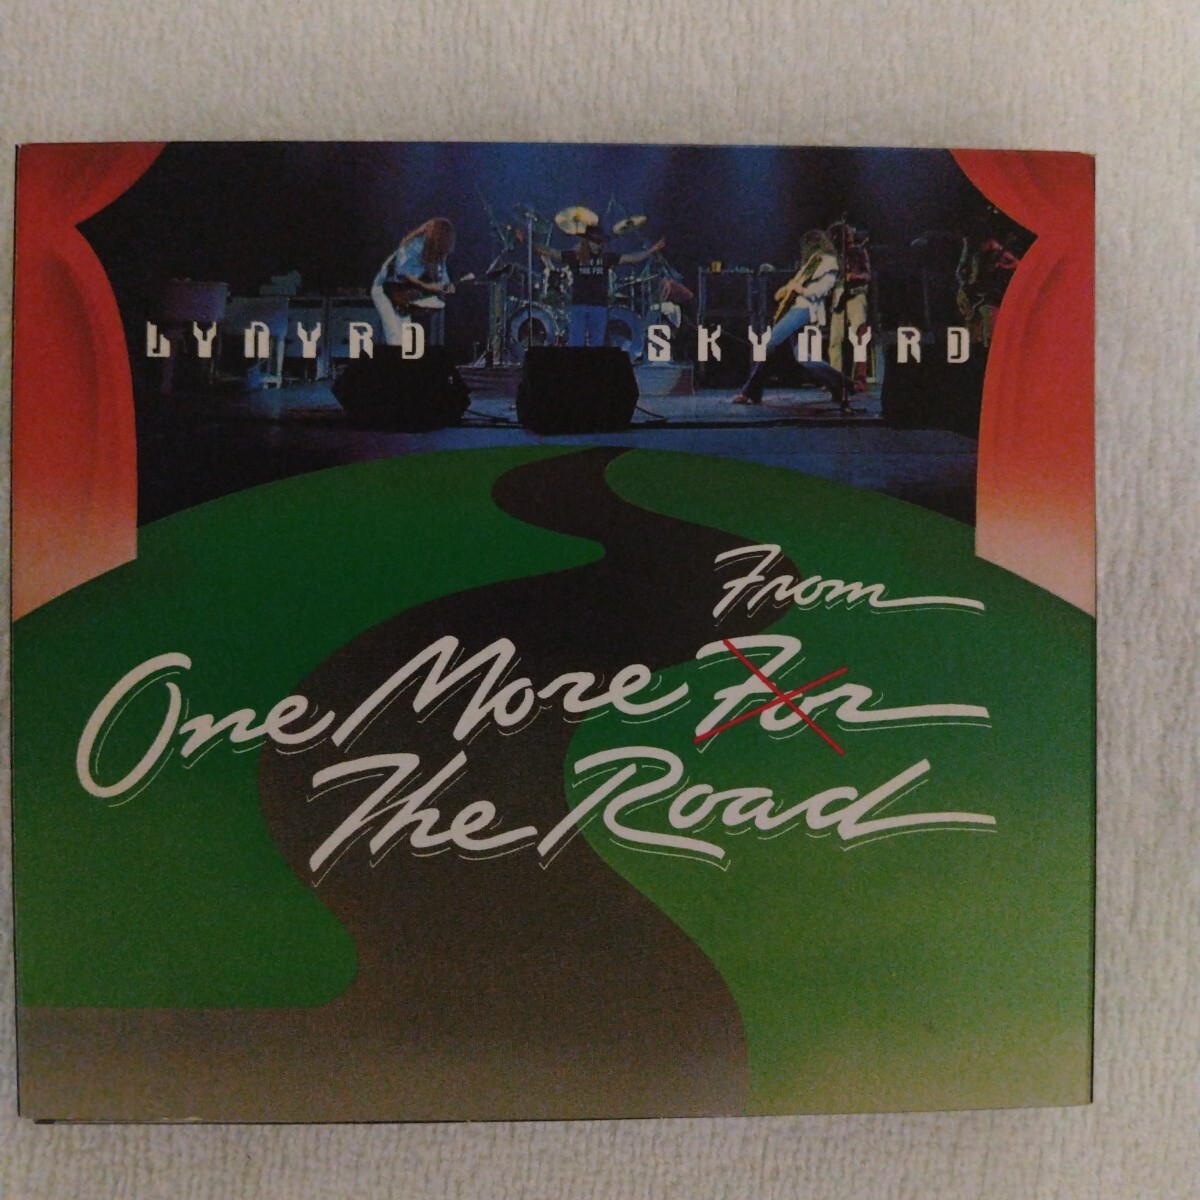 LYNYRD SKYNYRD
From
One More For
The Road